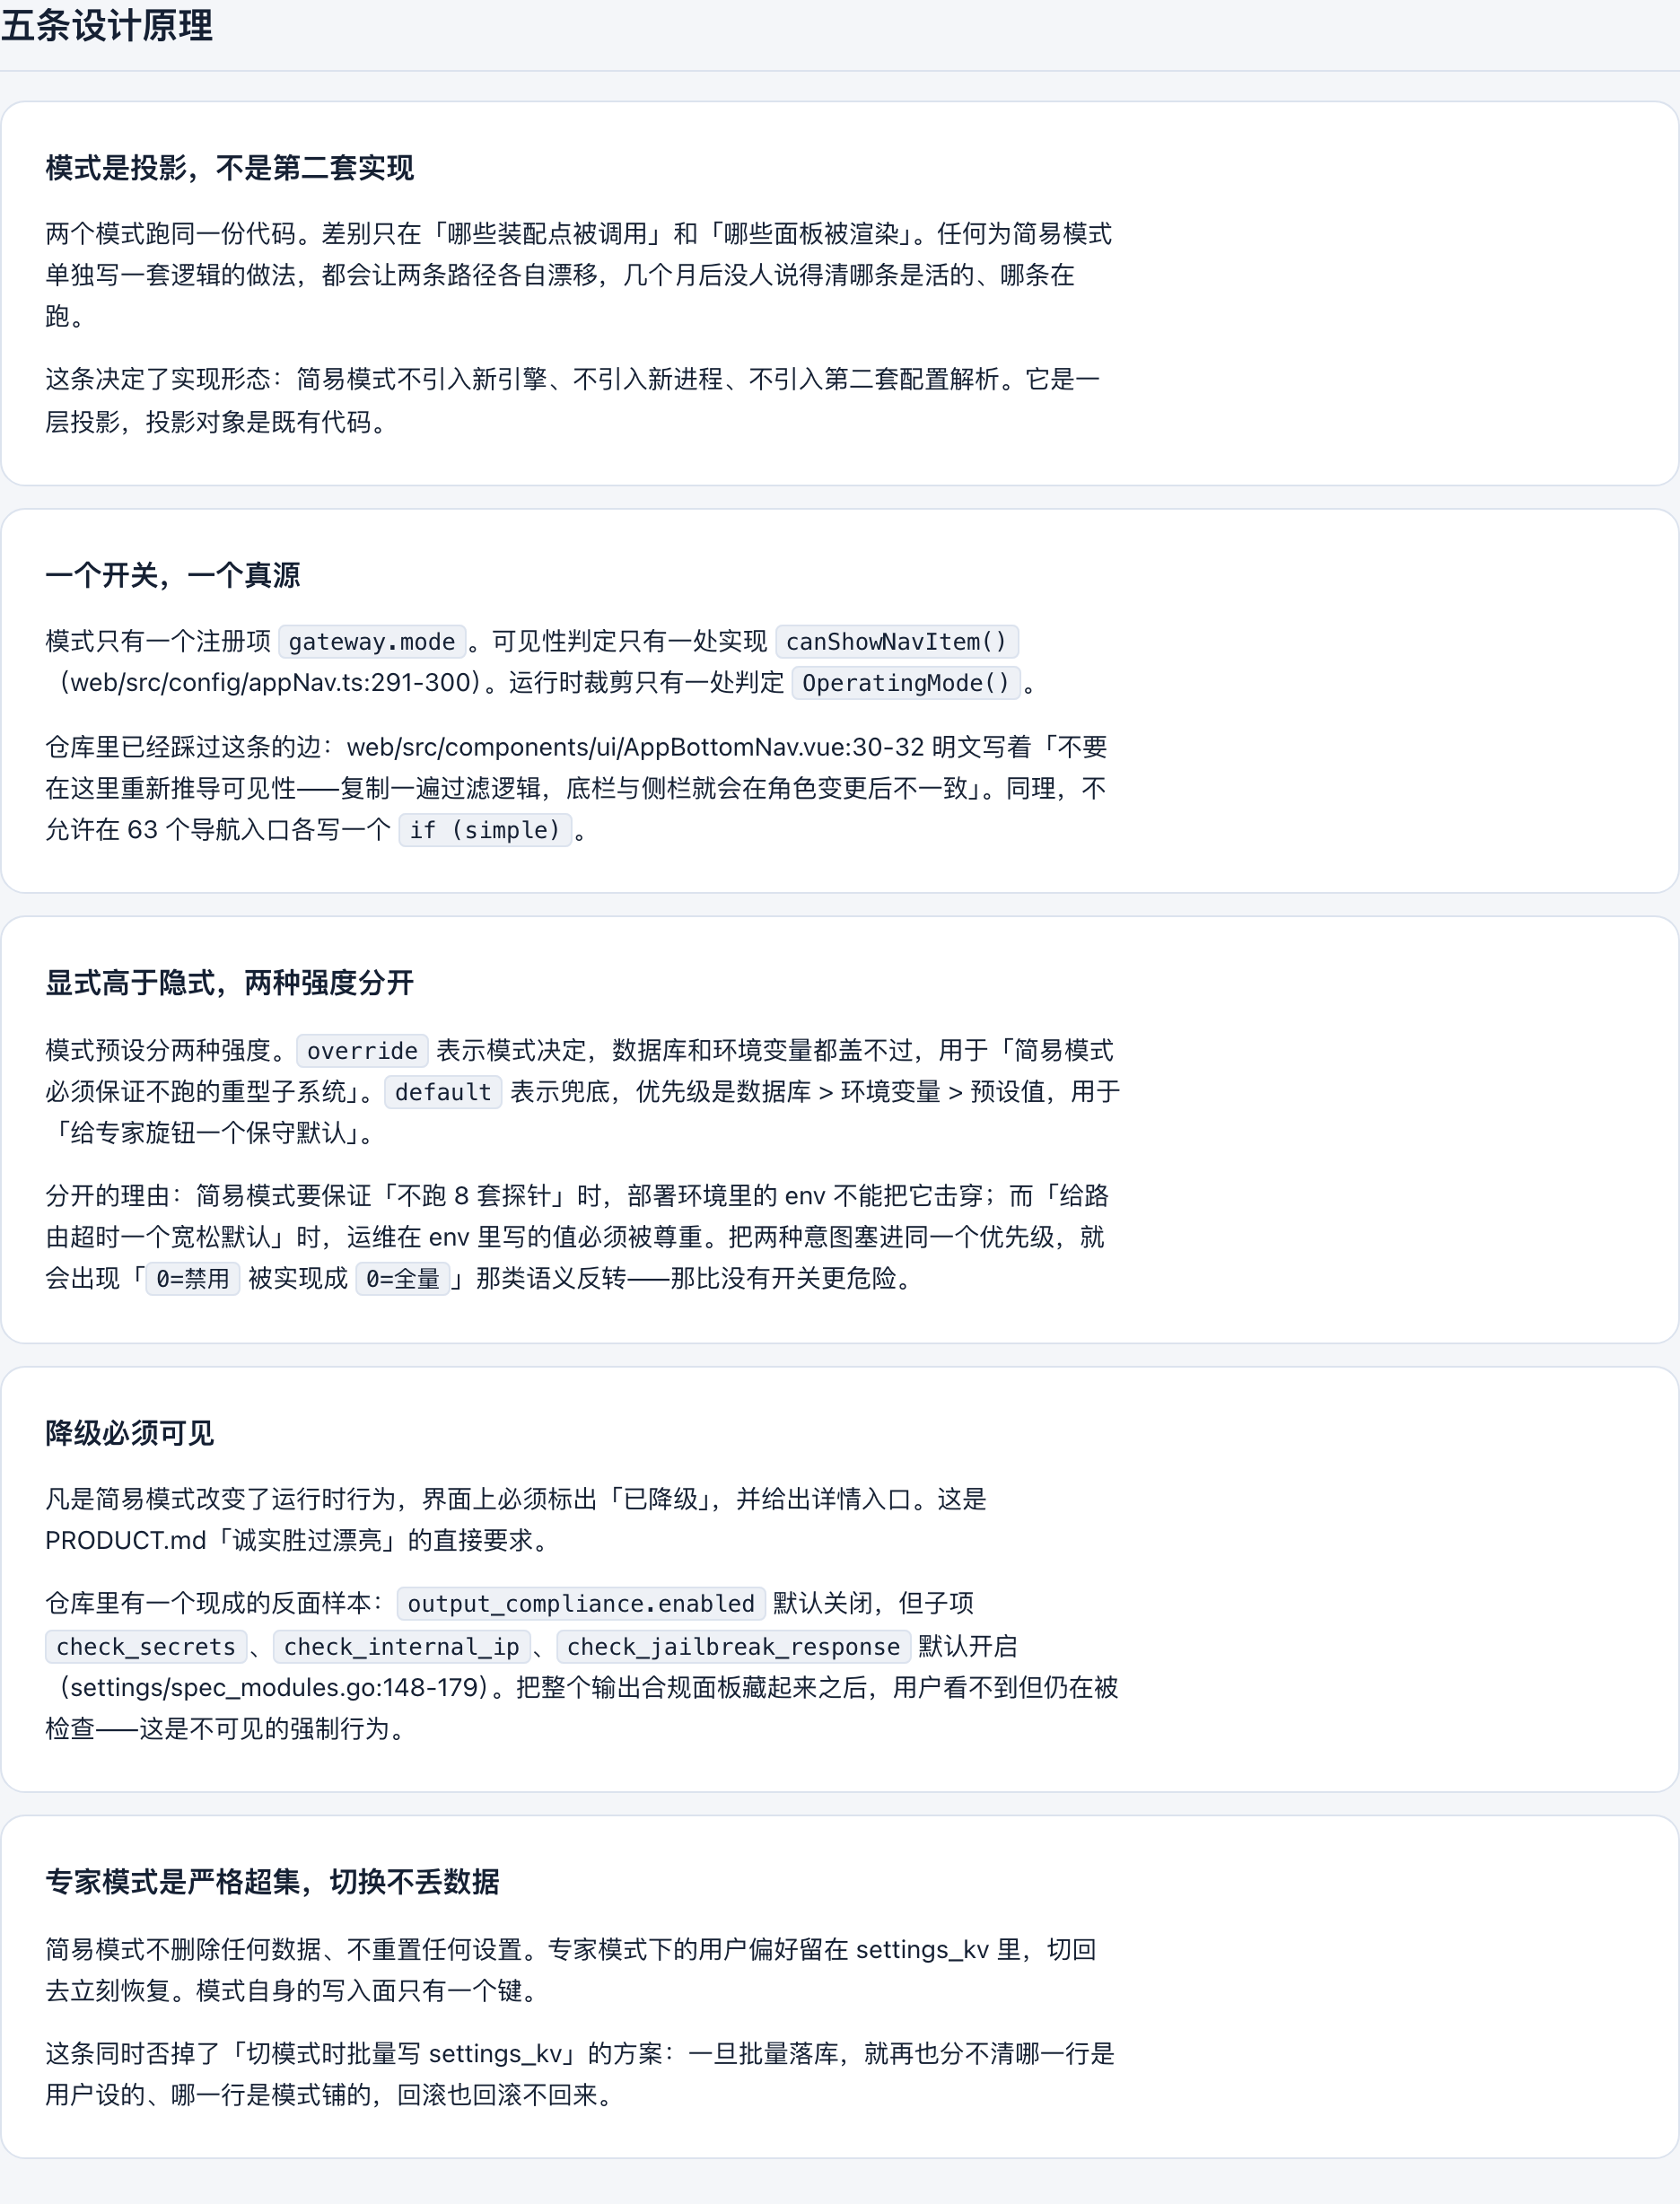 五条设计原理
模式是投影，不是第二套实现
两个模式跑同一份代码。差别只在「哪些装配点被调用」和「哪些面板被渲染」。任何为简易模式
单独写一套逻辑的做法，都会让两条路径各自漂移，几个月后没人说得清哪条是活的、哪条在
跑。
这条决定了实现形态：简易模式不引入新引擎、不引入新进程、不引入第二套配置解析。它是一
层投影，投影对象是既有代码。
一个开关，一个真源
模式只有一个注册项 gateway.mode 。可见性判定只有一处实现 canShowNavItem()
（web/src/config/appNav.ts:291-300）。运行时裁剪只有一处判定 OperatingMode() 。
仓库里已经踩过这条的边：web/src/components/ui/AppBottomNav.vue:30-32 明文写着「不要
在这里重新推导可见性——复制一遍过滤逻辑，底栏与侧栏就会在角色变更后不一致」。同理，不
允许在 63 个导航入口各写一个 if (simple) 。
显式高于隐式，两种强度分开
模式预设分两种强度。 override 表示模式决定，数据库和环境变量都盖不过，用于「简易模式
必须保证不跑的重型子系统」。 default 表示兜底，优先级是数据库 > 环境变量 > 预设值，用于
「给专家旋钮一个保守默认」。
分开的理由：简易模式要保证「不跑 8 套探针」时，部署环境里的 env 不能把它击穿；而「给路
由超时一个宽松默认」时，运维在 env 里写的值必须被尊重。把两种意图塞进同一个优先级，就
会出现「 0=禁用 被实现成 0=全量 」那类语义反转——那比没有开关更危险。
降级必须可见
凡是简易模式改变了运行时行为，界面上必须标出「已降级」，并给出详情入口。这是
PRODUCT.md「诚实胜过漂亮」的直接要求。
仓库里有一个现成的反面样本： output_compliance.enabled 默认关闭，但子项
check_secrets 、 check_internal_ip 、 check_jailbreak_response 默认开启
（settings/spec_modules.go:148-179）。把整个输出合规面板藏起来之后，用户看不到但仍在被
检查——这是不可见的强制行为。
专家模式是严格超集，切换不丢数据
简易模式不删除任何数据、不重置任何设置。专家模式下的用户偏好留在 settings_kv 里，切回
去立刻恢复。模式自身的写入面只有一个键。
这条同时否掉了「切模式时批量写 settings_kv」的方案：一旦批量落库，就再也分不清哪一行是
用户设的、哪一行是模式铺的，回滚也回滚不回来。